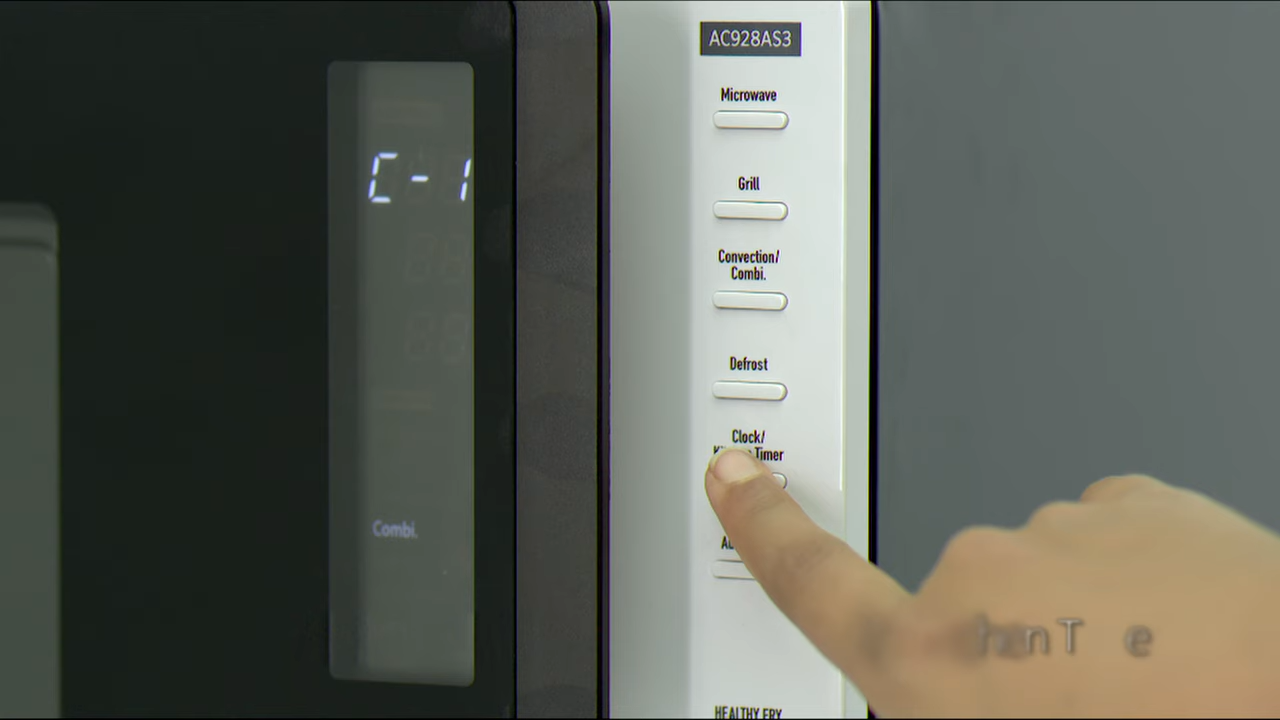 AC928AS3
Microwave
C-1
Grill
Convection/
Combi.
Defrost
Clock/
Timer
Combi.
HEALTHY FRY